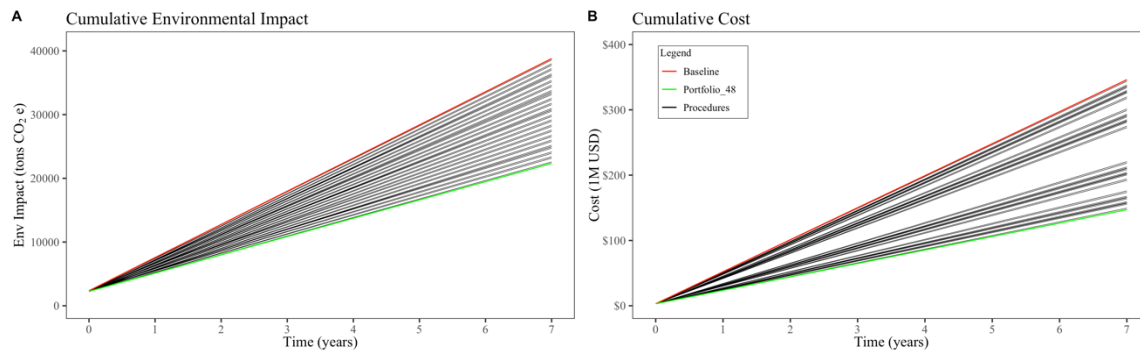 A
Cumulative Environmental Impact
Env Impact (tons CO₂ e)
40000
30000
20000
10000
0
0 1 2 3 4 5 6 7
Time (years)
B
Cumulative Cost
Cost (1M USD)
$400
$300
$200
$100
$0
Legend
Baseline
Portfolio_48
Procedures
0 1 2 3 4 5 6 7
Time (years)